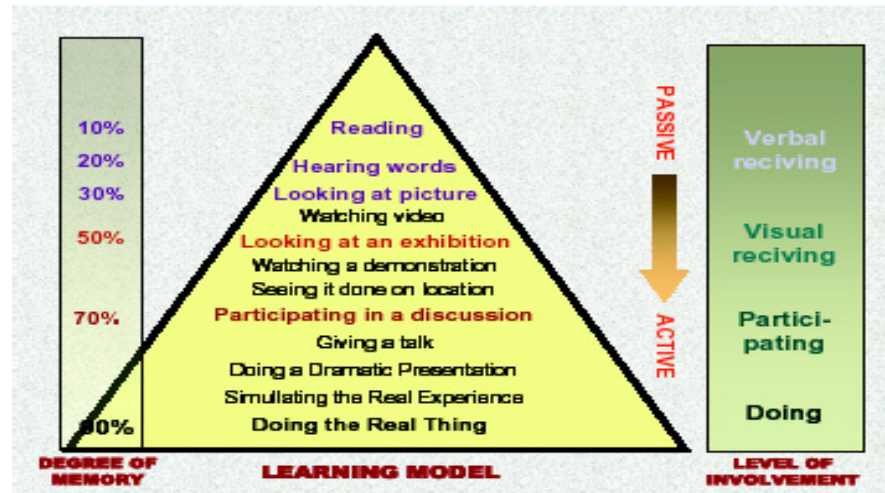 10%
20%
30%
50%
70%
90%
DEGREE OF
MEMORY
Reading
Hearing words
Looking at picture
Watching video
Looking at an exhibition
Watching a demonstration
Seeing it done on location
Participating in a discussion
Giving a talk
Doing a Dramatic Presentation
Simullating the Real Experience
Doing the Real Thing
LEARNING MODEL
PASSIVE
ACTIVE
Verbal
reciving
Visual
reciving
Partici-
pating
Doing
LEVEL OF
INVOLVEMENT